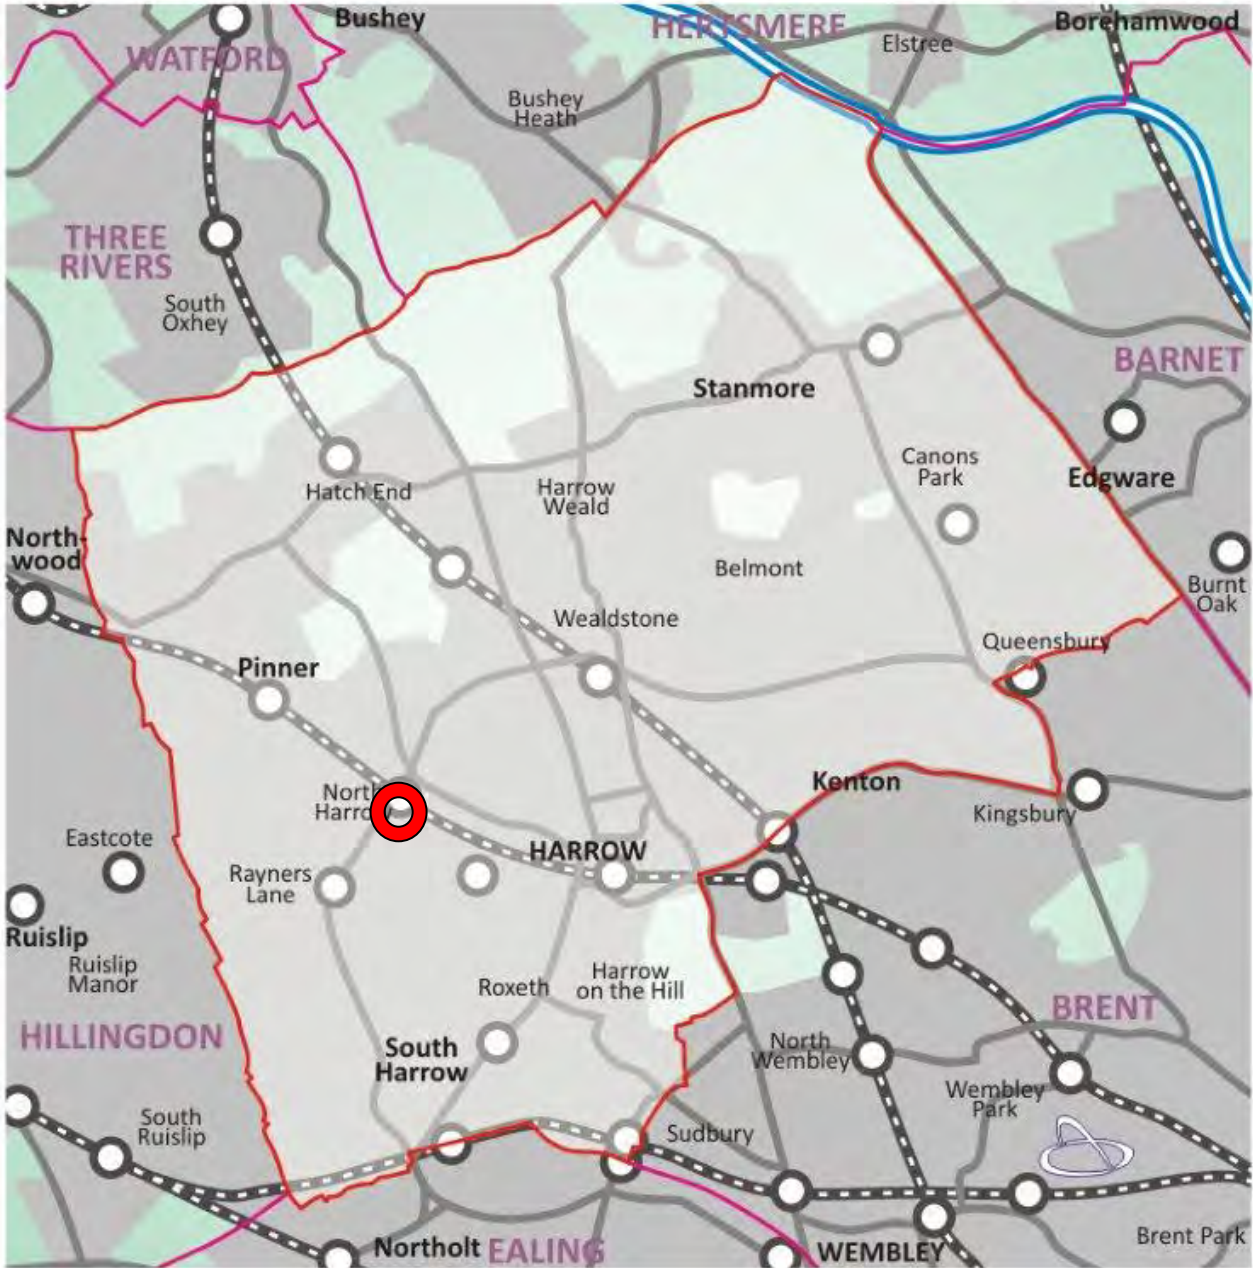 Bushey
HERTSMERE
Borehamwood
WATFORD
Elstree
Bushey
Heath
THREE
RIVERS
South
Oxhey
BARNET
Stanmore
Canons
Park
Edgware
Hatch End
Harrow
Weald
North-
wood
Belmont
Burnt
Oak
Wealdstone
Queensbury
Pinner
Kenton
North
Harrow
Kingsbury
Eastcote
HARROW
Rayners
Lane
Ruislip
Ruislip
Manor
Harrow
on the Hill
Roxeth
BRENT
HILLINGDON
South
Harrow
North
Wembley
Wembley
Park
South
Ruislip
Sudbury
Northolt
EALING
WEMBLEY
Brent Park